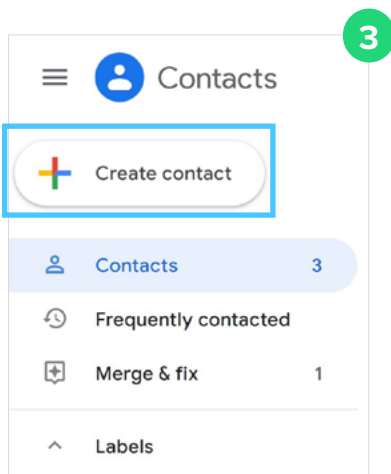 3
Contacts
Create contact
Contacts 3
Frequently contacted
Merge & fix 1
Labels